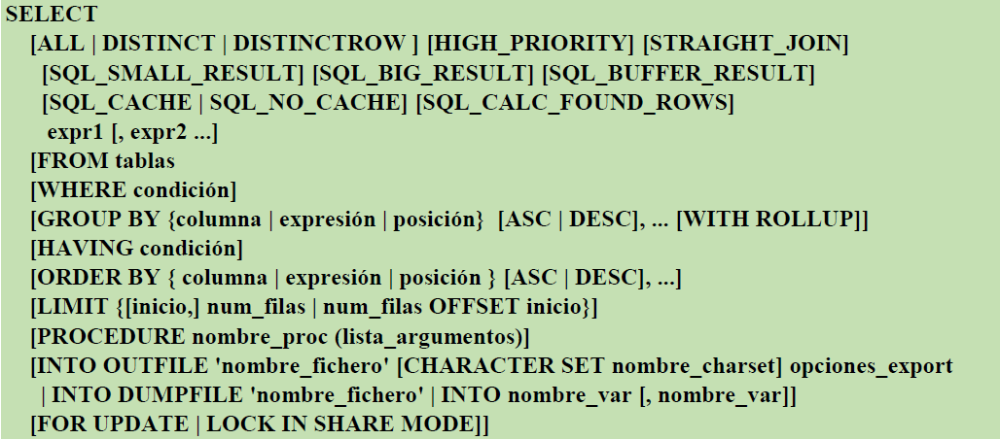 SELECT
[ALL | DISTINCT | DISTINCTROW ] [HIGH_PRIORITY] [STRAIGHT_JOIN]
[SQL_SMALL_RESULT] [SQL_BIG_RESULT] [SQL_BUFFER_RESULT]
[SQL_CACHE | SQL_NO_CACHE] [SQL_CALC_FOUND_ROWS]
expr1 [, expr2 ...]
[FROM tablas
[WHERE condición]
[GROUP BY {columna | expresión | posición} [ASC | DESC], ... [WITH ROLLUP]]
[HAVING condición]
[ORDER BY { columna | expresión | posición } [ASC | DESC], ...]
[LIMIT {[inicio,] num_filas | num_filas OFFSET inicio}]
[PROCEDURE nombre_proc (lista_argumentos)]
[INTO OUTFILE 'nombre_fichero' [CHARACTER SET nombre_charset] opciones_export
| INTO DUMPFILE 'nombre_fichero' | INTO nombre_var [, nombre_var]]
[FOR UPDATE | LOCK IN SHARE MODE]]